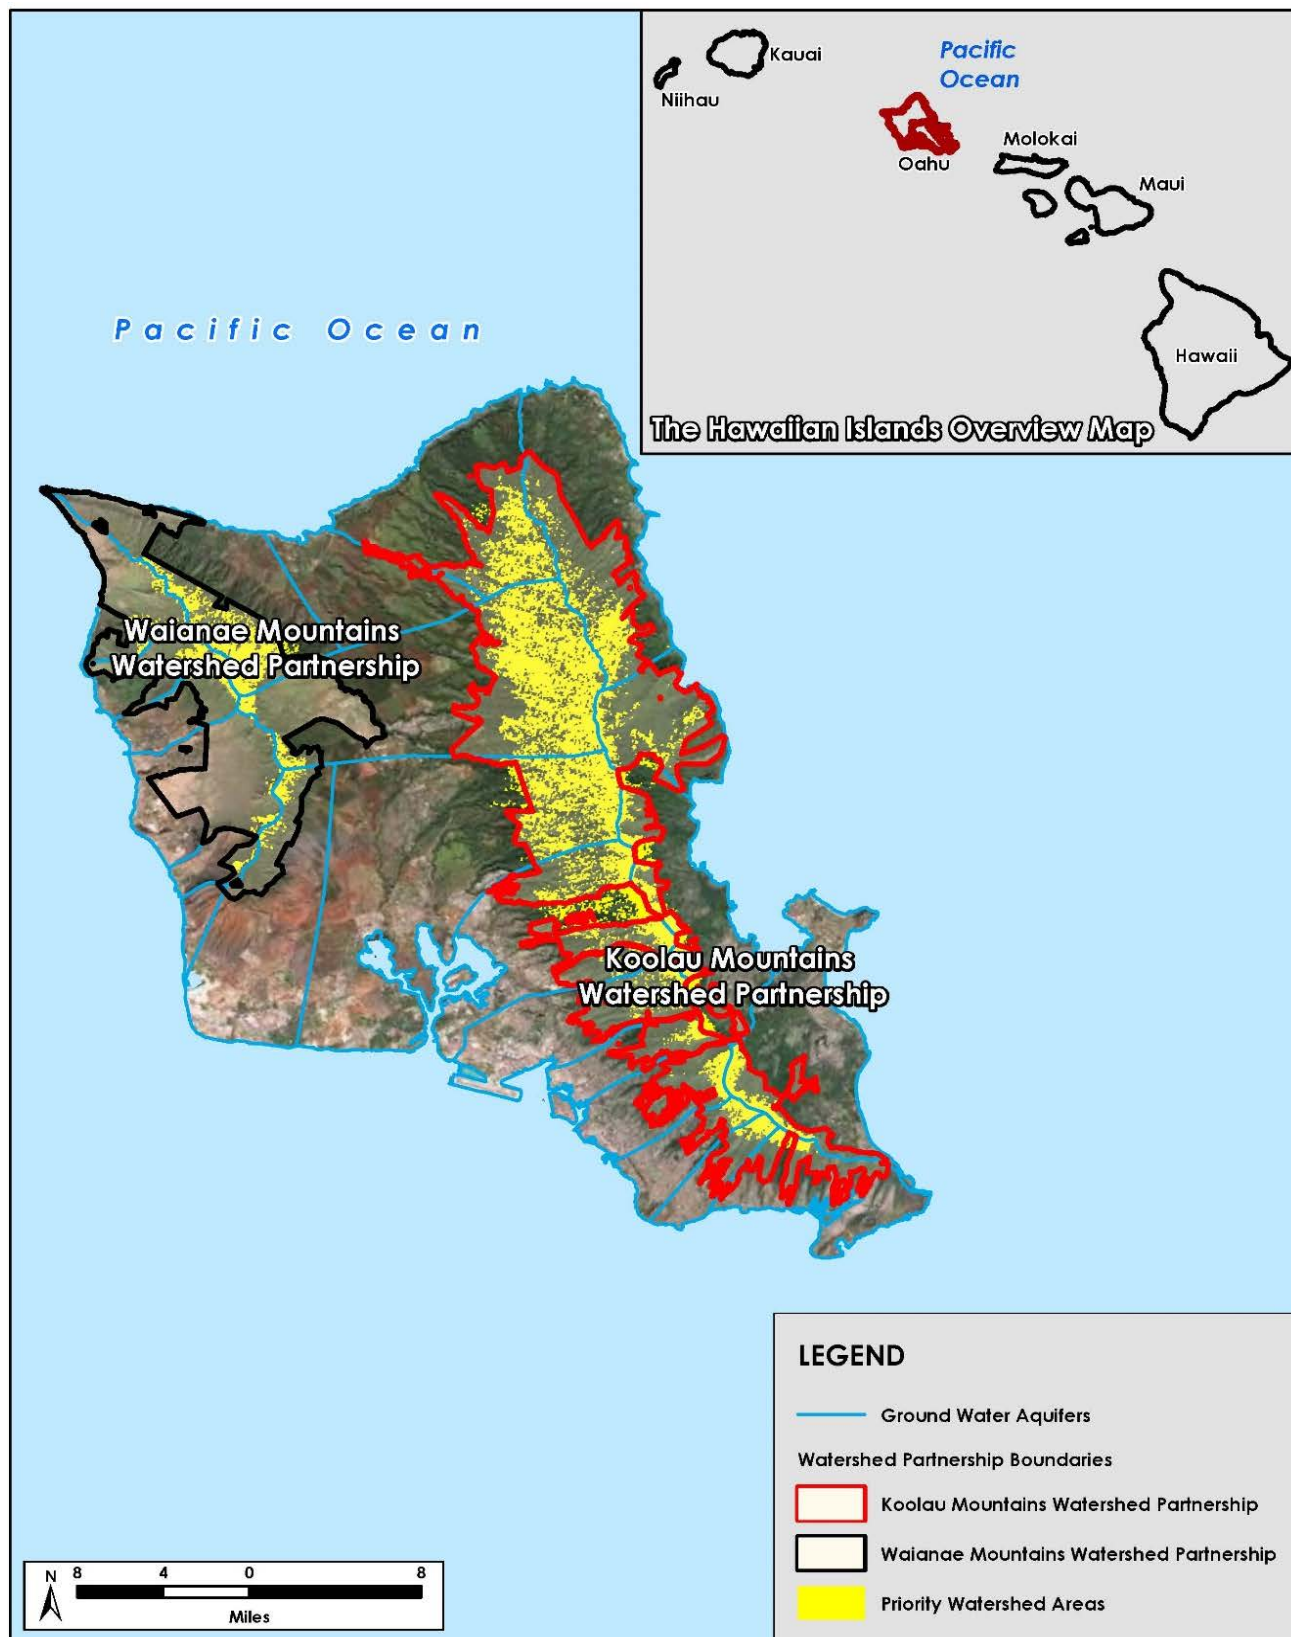 Kauai
Niihau
Pacific
Ocean
Oahu
Molokai
Maui
Hawaii
The Hawaiian Islands Overview Map
Pacific Ocean
Waianae Mountains
Watershed Partnership
Koolau Mountains
Watershed Partnership
LEGEND
Ground Water Aquifers
Watershed Partnership Boundaries
Koolau Mountains Watershed Partnership
Waianae Mountains Watershed Partnership
Priority Watershed Areas
N
8 4 0 8
Miles